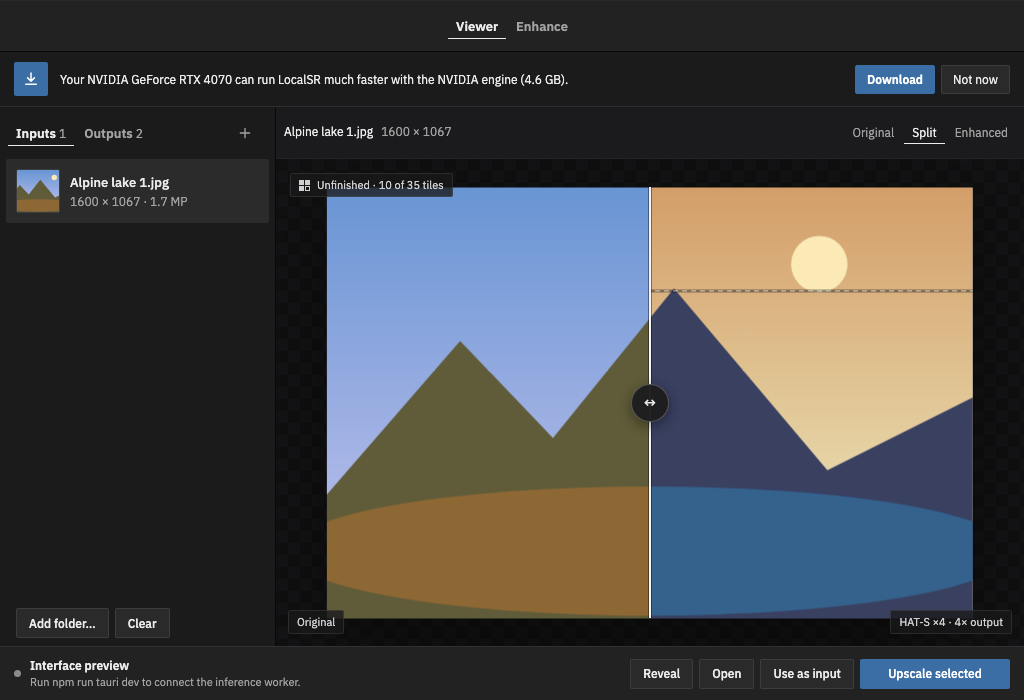 Viewer Enhance
Your NVIDIA GeForce RTX 4070 can run LocalSR much faster with the NVIDIA engine (4.6 GB).
Download
Not now
Inputs 1 Outputs 2 +
Alpine lake 1.jpg
1600 × 1067 · 1.7 MP
Add folder...
Clear
Alpine lake 1.jpg 1600 × 1067
Original Split Enhanced
Unfinished · 10 of 35 tiles
Original
HAT-S ×4 · 4× output
Interface preview
Run npm run tauri dev to connect the inference worker.
Reveal
Open
Use as input
Upscale selected